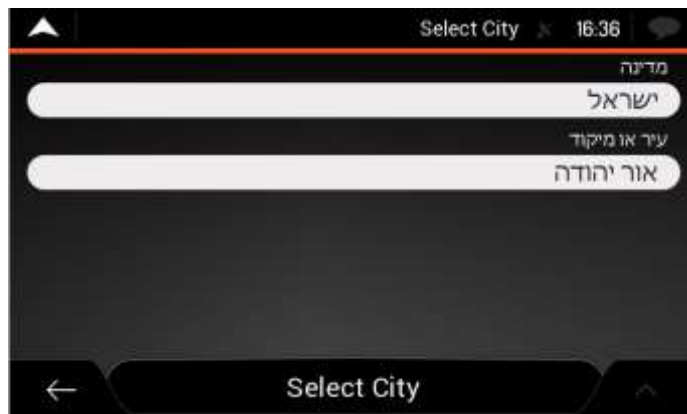 Select City 16:36
מדינה
ישראל
עיר או מיקוד
אור יהודה
Select City